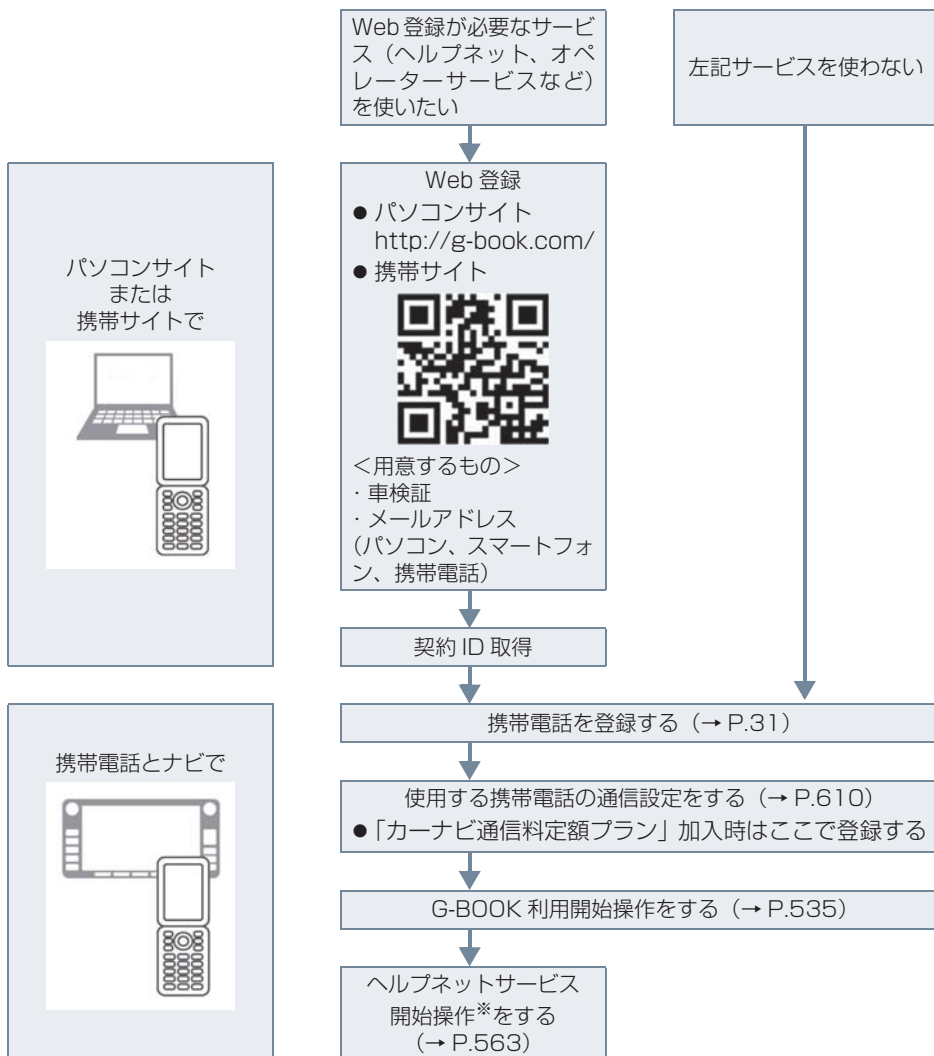 Web 登録が必要なサービ
ス（ヘルプネット、オペ
レーターサービスなど）
を使いたい
左記サービスを使わない
パソコンサイト
または
携帯サイトで
Web 登録
● パソコンサイト
http://g-book.com/
● 携帯サイト
＜用意するもの＞
・車検証
・メールアドレス
（パソコン、スマートフォ
ン、携帯電話）
契約 ID 取得
携帯電話とナビで
携帯電話を登録する（→ P.31）
使用する携帯電話の通信設定をする（→ P.610）
●「カーナビ通信料定額プラン」加入時はここで登録する
G-BOOK 利用開始操作をする（→ P.535）
ヘルプネットサービス
開始操作※をする
（→ P.563）